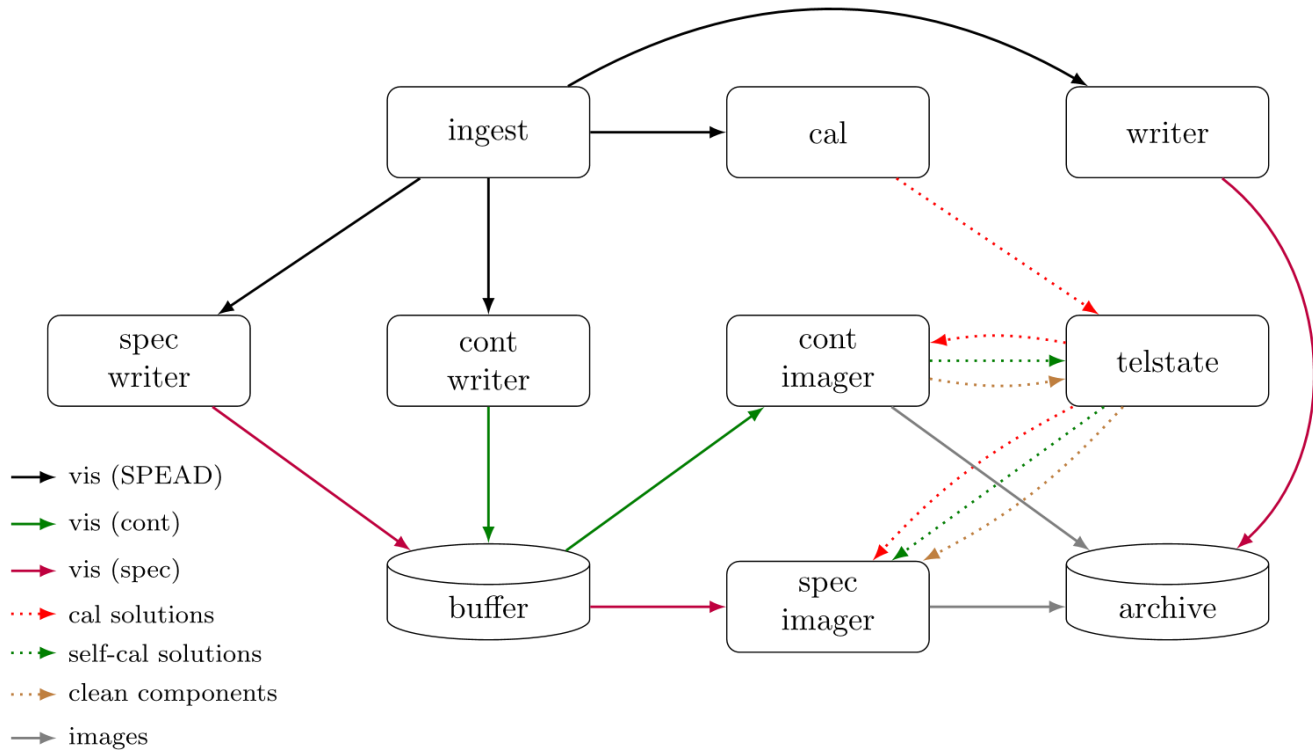 ingest
cal
writer
spec
writer
cont
writer
cont
imager
telstate
vis (SPEAD)
vis (cont)
vis (spec)
cal solutions
self-cal solutions
clean components
images
buffer
spec
imager
archive